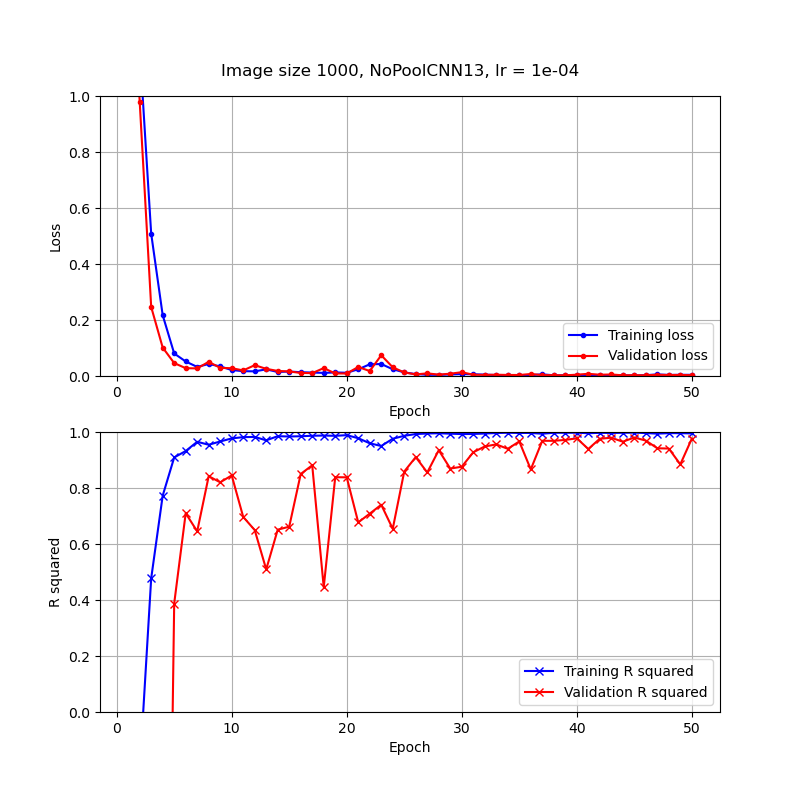 Image size 1000, NoPoolCNN13, lr = 1e-04
1.0
0.8
0.6
0.4
0.2
0.0
Loss
Training loss
Validation loss
0 10 20 30 40 50
Epoch
1.0
0.8
0.6
0.4
0.2
0.0
R squared
Training R squared
Validation R squared
0 10 20 30 40 50
Epoch